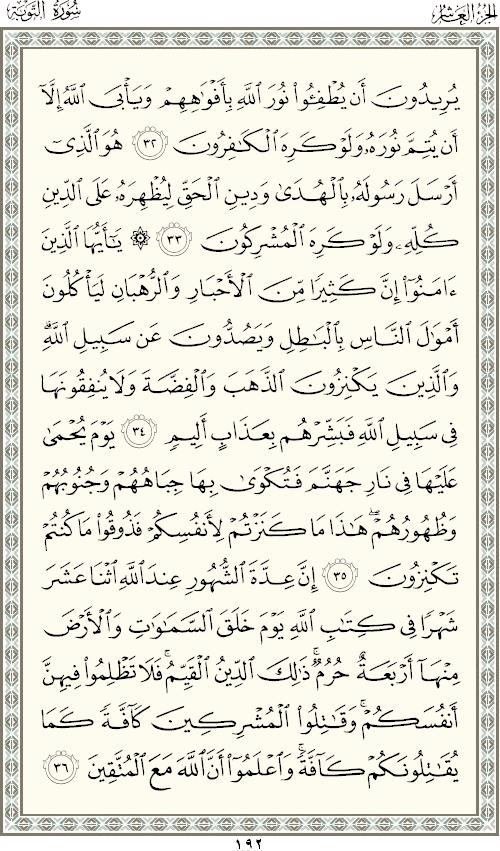 الجزء العاشر
سورة التوبة
يُرِيدُونَ أَن يُطْفِـُٔوا۟ نُورَ ٱللَّهِ بِأَفْوَٰهِهِمْ وَيَأْبَى ٱللَّهُ إِلَّآ
أَن يُتِمَّ نُورَهُۥ وَلَوْ كَرِهَ ٱلْكَـٰفِرُونَ ٣٢ هُوَ ٱلَّذِىٓ
أَرْسَلَ رَسُولَهُۥ بِٱلْهُدَىٰ وَدِينِ ٱلْحَقِّ لِيُظْهِرَهُۥ عَلَى ٱلدِّينِ
كُلِّهِۦ وَلَوْ كَرِهَ ٱلْمُشْرِكُونَ ٣٣ ۞ يَـٰٓأَيُّهَا ٱلَّذِينَ
ءَامَنُوٓا۟ إِنَّ كَثِيرًا مِّنَ ٱلْأَحْبَارِ وَٱلرُّهْبَانِ لَيَأْكُلُونَ
أَمْوَٰلَ ٱلنَّاسِ بِٱلْبَـٰطِلِ وَيَصُدُّونَ عَن سَبِيلِ ٱللَّهِ ۗ
وَٱلَّذِينَ يَكْنِزُونَ ٱلذَّهَبَ وَٱلْفِضَّةَ وَلَا يُنفِقُونَهَا
فِى سَبِيلِ ٱللَّهِ فَبَشِّرْهُم بِعَذَابٍ أَلِيمٍ ٣٤ يَوْمَ يُحْمَىٰ
عَلَيْهَا فِى نَارِ جَهَنَّمَ فَتُكْوَىٰ بِهَا جِبَاهُهُمْ وَجُنُوبُهُمْ
وَظُهُورُهُمْ ۖ هَـٰذَا مَا كَنَزْتُمْ لِأَنفُسِكُمْ فَذُوقُوا۟ مَا كُنتُمْ
تَكْنِزُونَ ٣٥ إِنَّ عِدَّةَ ٱلشُّهُورِ عِندَ ٱللَّهِ ٱثْنَا عَشَرَ
شَهْرًا فِى كِتَـٰبِ ٱللَّهِ يَوْمَ خَلَقَ ٱلسَّمَـٰوَٰتِ وَٱلْأَرْضَ
مِنْهَآ أَرْبَعَةٌ حُرُمٌ ۚ ذَٰلِكَ ٱلدِّينُ ٱلْقَيِّمُ ۚ فَلَا تَظْلِمُوا۟ فِيهِنَّ
أَنفُسَكُمْ ۚ وَقَـٰتِلُوا۟ ٱلْمُشْرِكِينَ كَآفَّةً كَمَا
يُقَـٰتِلُونَكُمْ كَآفَّةً ۚ وَٱعْلَمُوٓا۟ أَنَّ ٱللَّهَ مَعَ ٱلْمُتَّقِينَ ٣٦
١٩٢